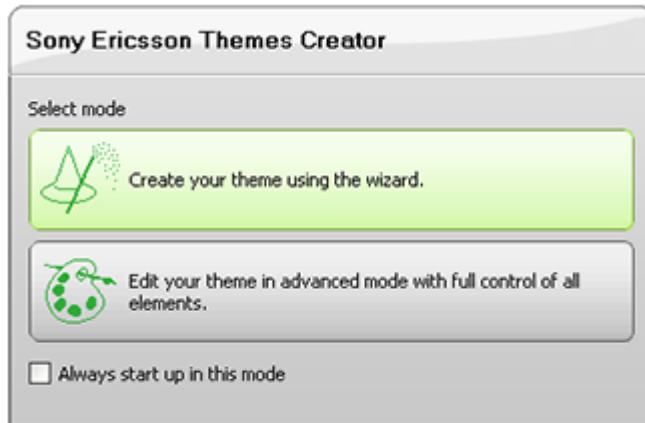 Sony Ericsson Themes Creator
Select mode
Create your theme using the wizard.
Edit your theme in advanced mode with full control of all
elements.
Always start up in this mode